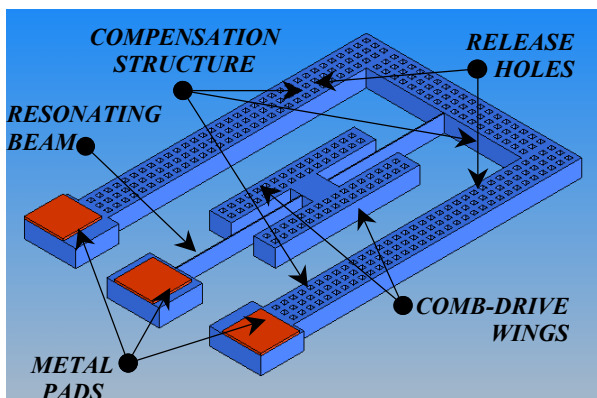 COMPENSATION
STRUCTURE
RELEASE
HOLES
RESONATING
BEAM
COMB-DRIVE
WINGS
METAL
PADS